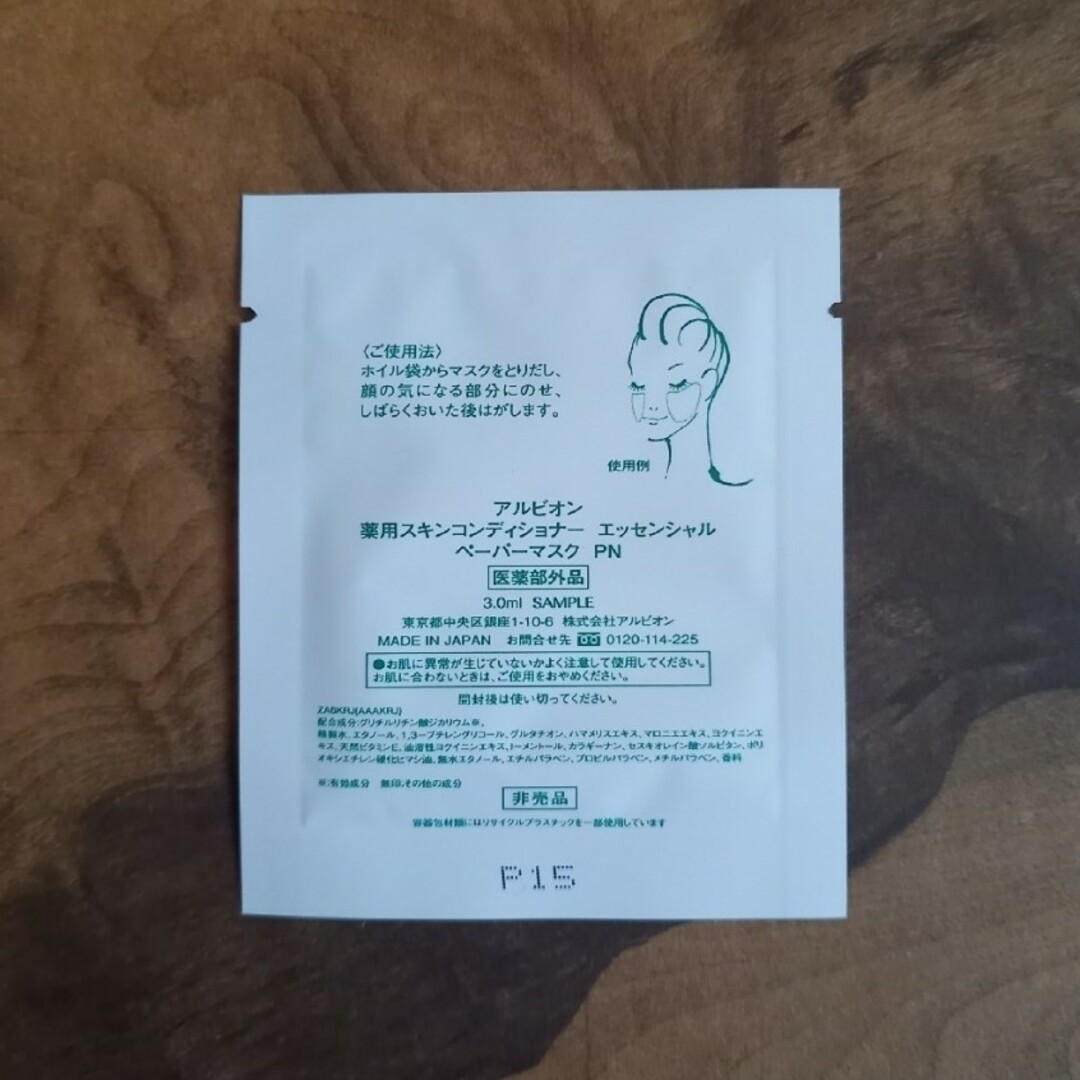 〈ご使用法〉
ホイル袋からマスクをとりだし、
顔の気になる部分にのせ、
しばらくおいた後はがします。
使用例
アルビオン
薬用スキンコンディショナー エッセンシャル
ペーパーマスク PN
医薬部外品
3.0ml SAMPLE
東京都中央区銀座1-10-6 株式会社アルビオン
MADE IN JAPAN お問合せ先 0120-114-225
●お肌に異常が生じていないかよく注意して使用してください。
お肌に合わないときは、ご使用をおやめください。
開封後は使い切ってください。
ZA6KRJ(AAAKRJ)
配合成分:グリチルリチン酸ジカリウム※、
精製水、エタノール、1,3-ブチレングリコール、グルタチオン、ハマメリスエキス、マロニエエキス、ヨクイニンエ
キス、天然ビタミンE、油溶性ヨクイニンエキス、l-メントール、カラギーナン、セスキオレイン酸ソルビタン、ポリ
オキシエチレン硬化ヒマシ油、無水エタノール、エチルパラベン、プロピルパラベン、メチルパラベン、香料
※:有効成分 無印:その他の成分
非売品
容器包材類にはリサイクルプラスチックを一部使用しています
P15